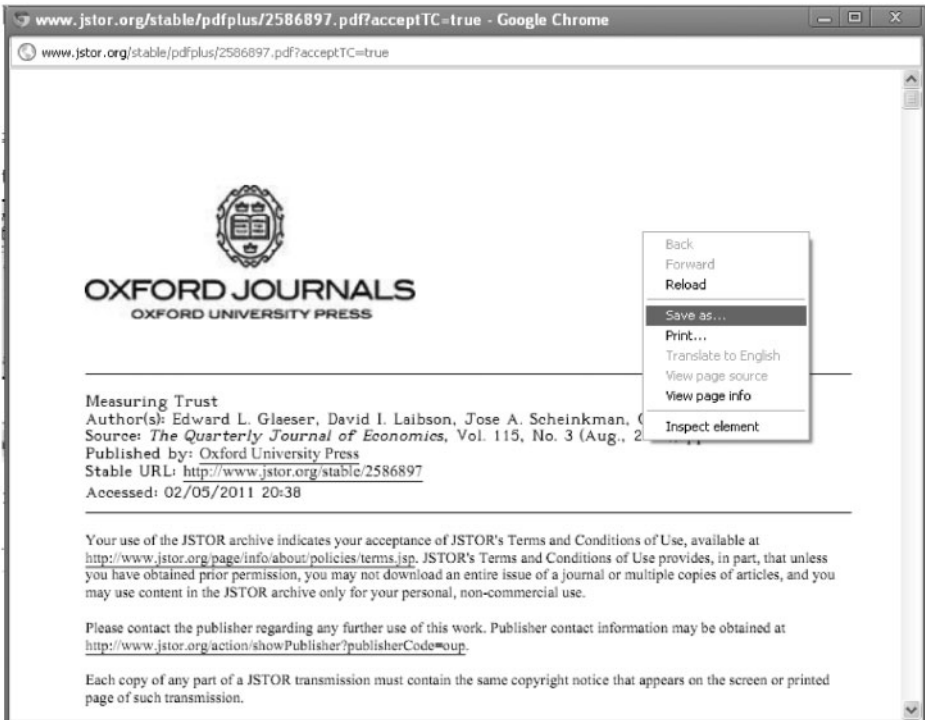 www.jstor.org/stable/pdfplus/2586897.pdf?acceptTC=true - Google Chrome
www.jstor.org/stable/pdfplus/2586897.pdf?acceptTC=true
OXFORD JOURNALS
OXFORD UNIVERSITY PRESS
Back
Forward
Reload
Save as...
Print...
Translate to English
View page source
View page info
Inspect element
Measuring Trust
Author(s): Edward L. Glaeser, David I. Laibson, Jose A. Scheinkman,
Source: The Quarterly Journal of Economics, Vol. 115, No. 3 (Aug.,
Published by: Oxford University Press
Stable URL: http://www.jstor.org/stable/2586897
Accessed: 02/05/2011 20:38
Your use of the JSTOR archive indicates your acceptance of JSTOR's Terms and Conditions of Use, available at
http://www.jstor.org/page/info/about/policies/terms.jsp. JSTOR's Terms and Conditions of Use provides, in part, that unless
you have obtained prior permission, you may not download an entire issue of a journal or multiple copies of articles, and you
may use content in the JSTOR archive only for your personal, non-commercial use.
Please contact the publisher regarding any further use of this work. Publisher contact information may be obtained at
http://www.jstor.org/action/showPublisher?publisherCode=oup.
Each copy of any part of a JSTOR transmission must contain the same copyright notice that appears on the screen or printed
page of such transmission.